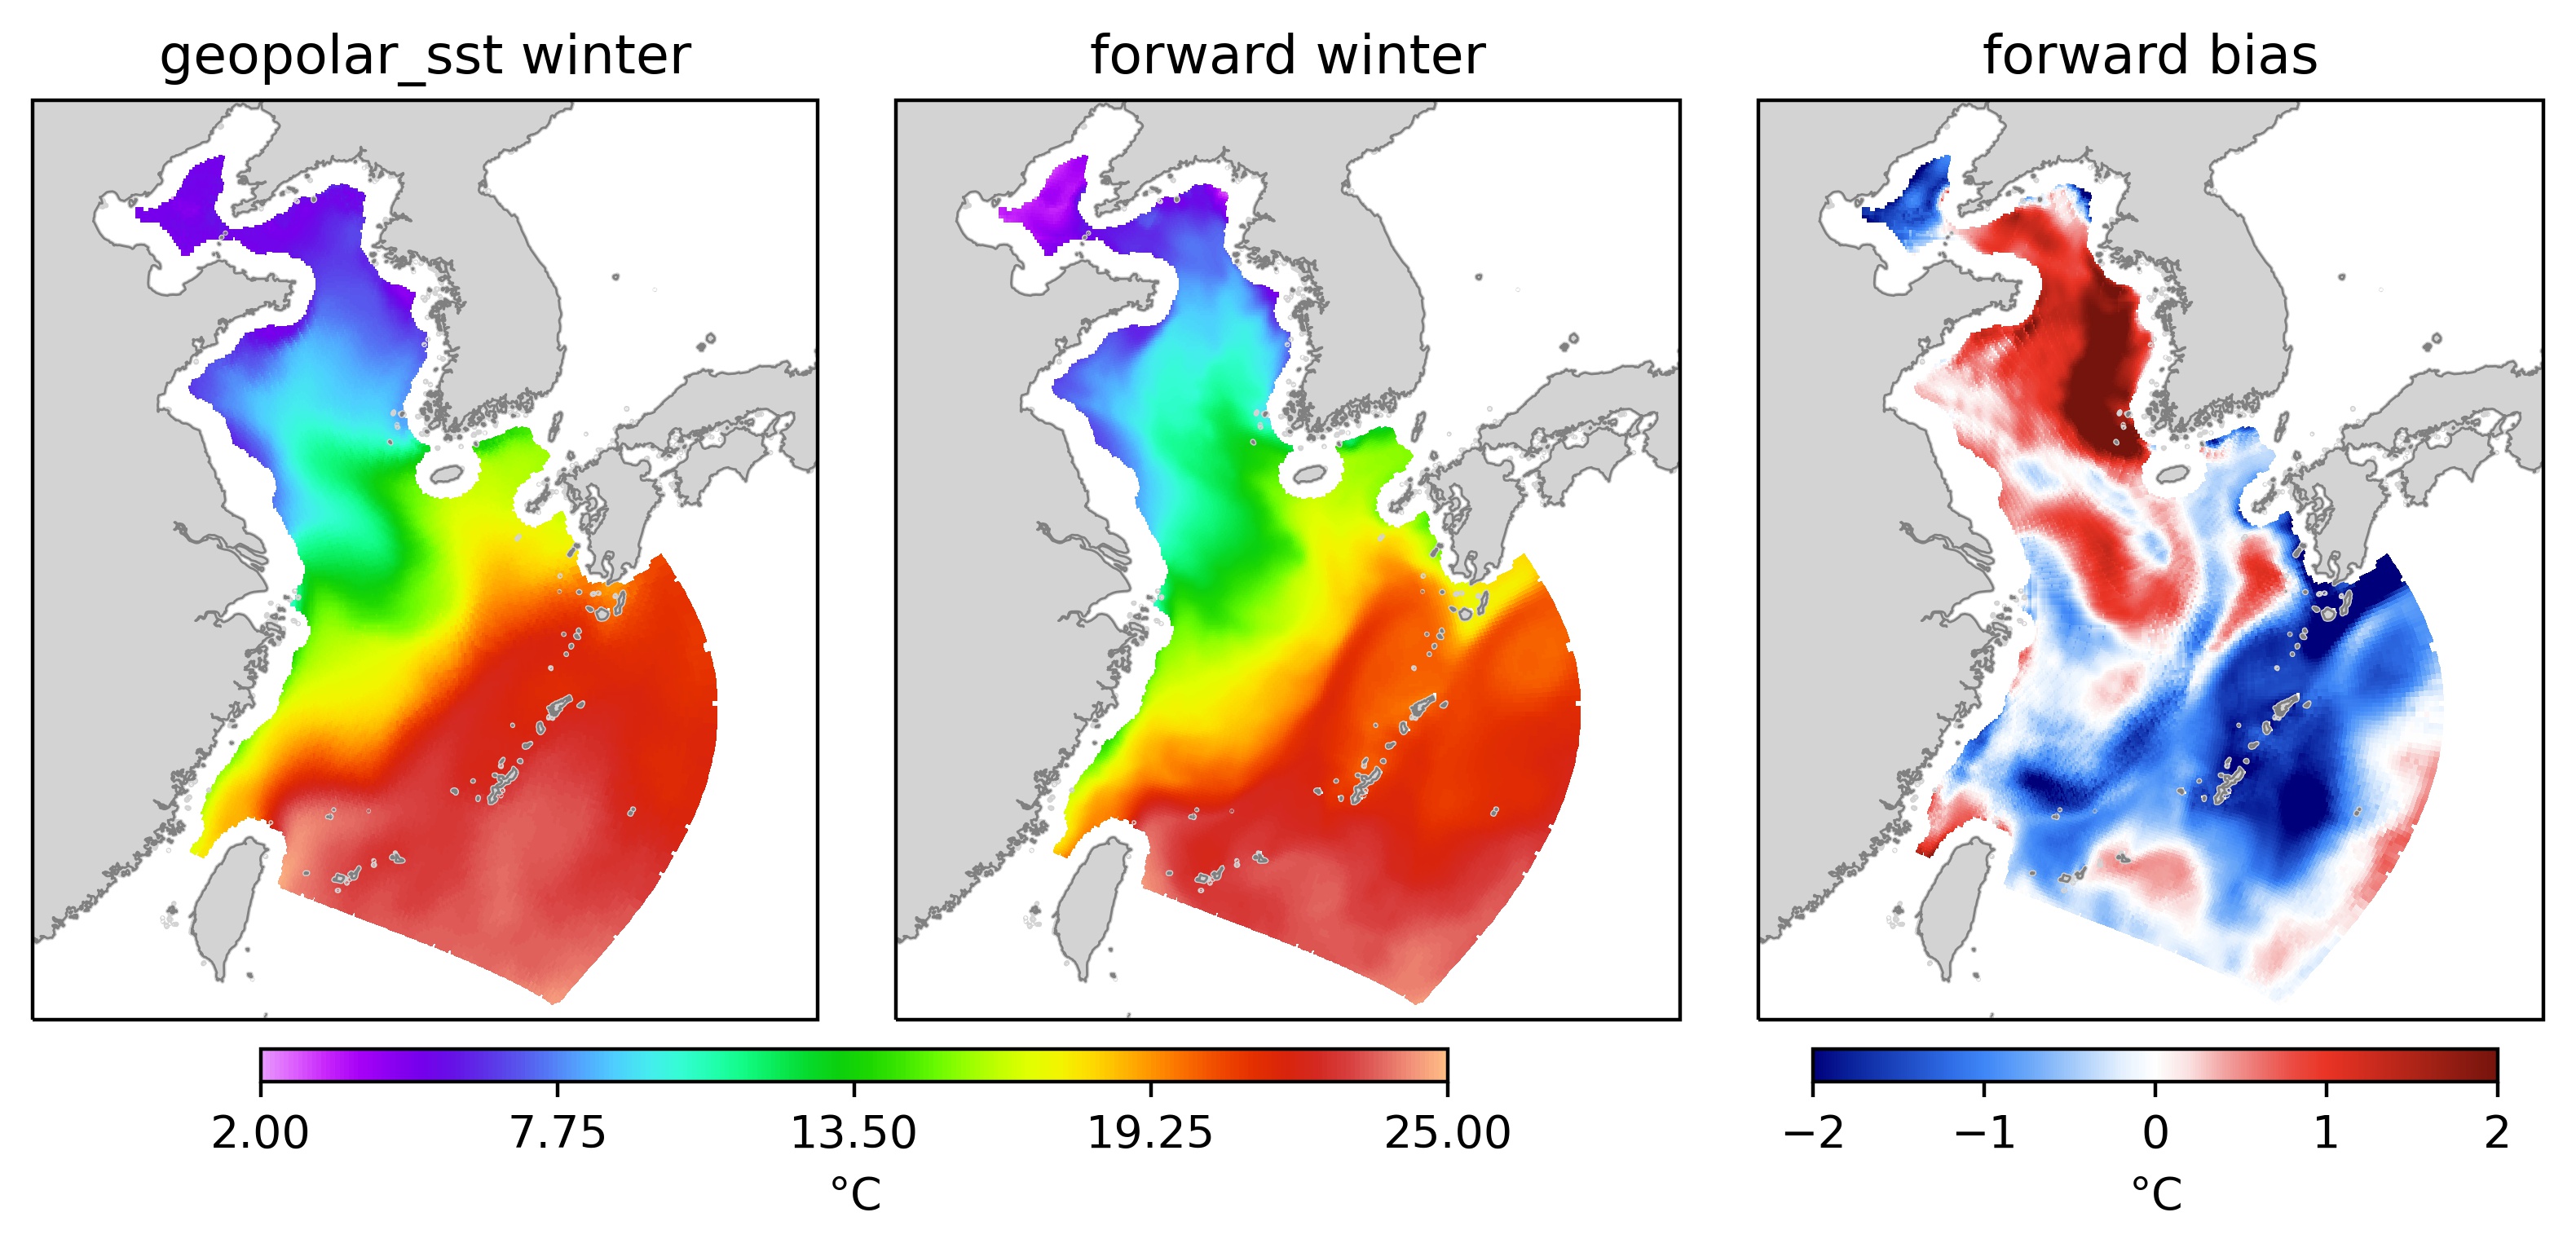 geopolar_sst winter
forward winter
forward bias
2.00 7.75 13.50 19.25 25.00
°C
−2 −1 0 1 2
°C